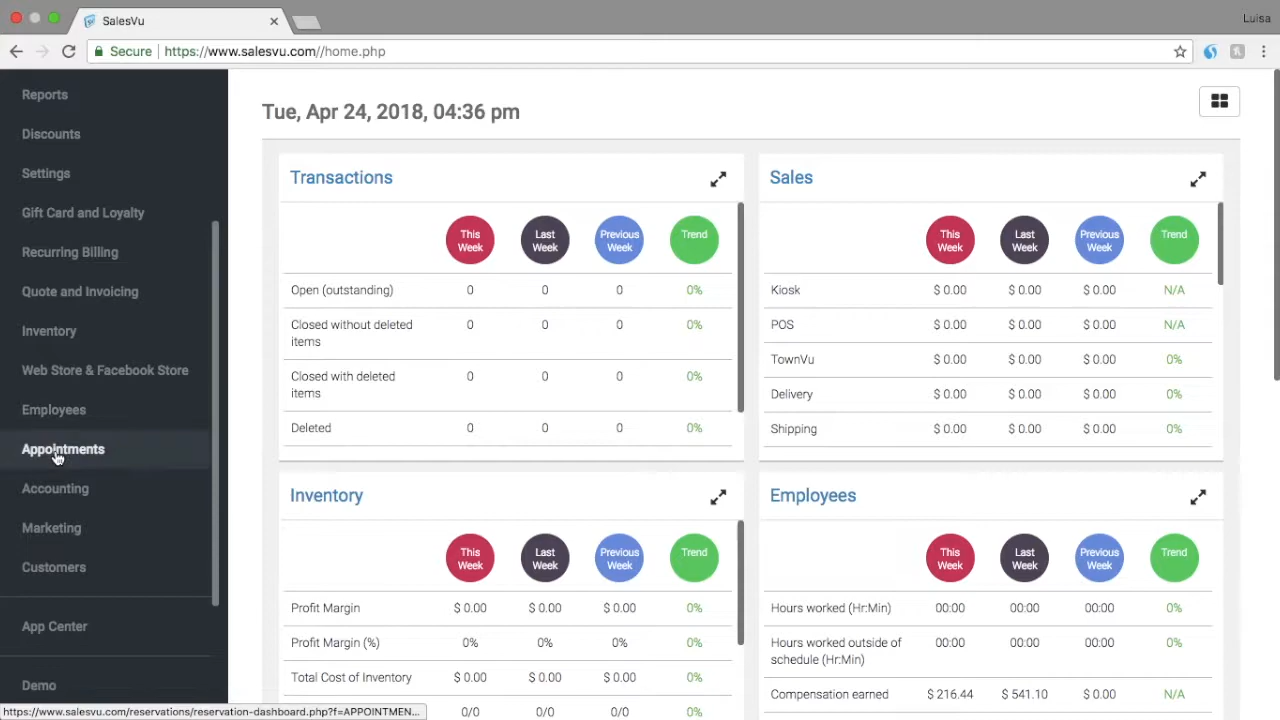 SalesVu
Luisa
Secure https://www.salesvu.com//home.php
Reports
Discounts
Settings
Gift Card and Loyalty
Recurring Billing
Quote and Invoicing
Inventory
Web Store & Facebook Store
Employees
Appointments
Accounting
Marketing
Customers
App Center
Demo
https://www.salesvu.com/reservations/reservation-dashboard.php?f=APPOINTMEN...
Tue, Apr 24, 2018, 04:36 pm
Transactions
This Week Last Week Previous Week Trend
Open (outstanding) 0 0 0 0%
Closed without deleted items 0 0 0 0%
Closed with deleted items 0 0 0 0%
Deleted 0 0 0 0%
Sales
This Week Last Week Previous Week Trend
Kiosk $ 0.00 $ 0.00 $ 0.00 N/A
POS $ 0.00 $ 0.00 $ 0.00 N/A
TownVu $ 0.00 $ 0.00 $ 0.00 0%
Delivery $ 0.00 $ 0.00 $ 0.00 0%
Shipping $ 0.00 $ 0.00 $ 0.00 0%
Inventory
This Week Last Week Previous Week Trend
Profit Margin $ 0.00 $ 0.00 $ 0.00 0%
Profit Margin (%) 0% 0% 0% 0%
Total Cost of Inventory $ 0.00 $ 0.00 $ 0.00 0%
0/0 0/0 0/0 0%
Employees
This Week Last Week Previous Week Trend
Hours worked (Hr:Min) 00:00 00:00 00:00 0%
Hours worked outside of schedule (Hr:Min) 00:00 00:00 00:00 0%
Compensation earned $ 216.44 $ 541.10 $ 0.00 N/A